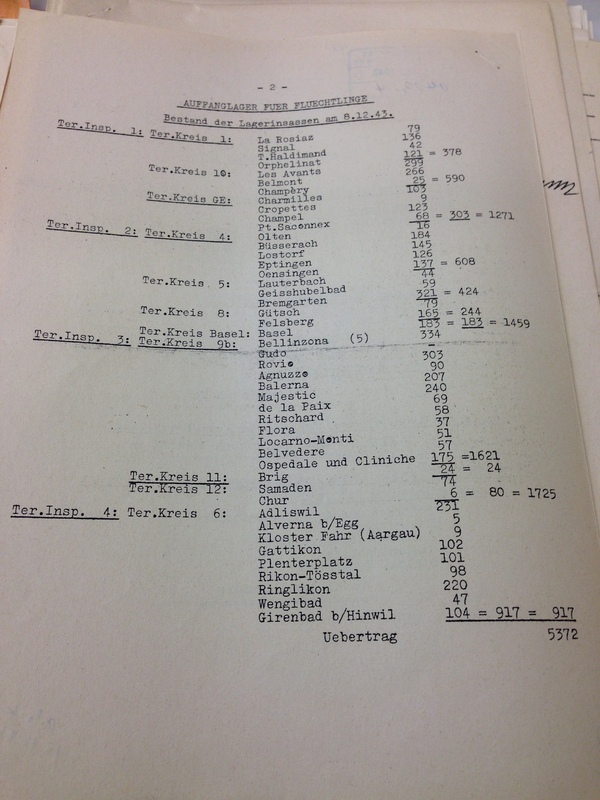 - 2 -
AUFFANGLAGER FUER FLUECHTLINGE
Bestand der Lagerinsassen am 8.12.43.
Ter.Insp. 1: Ter.Kreis 1: La Rosiaz 79
Signal 136
T.Haldimand 42
Orphelinat 121 = 378
Ter.Kreis 10: Les Avants 299
Belmont 266
Champéry 25 = 590
Ter.Kreis GE: Charmilles 103
Cropettes 9
Champel 123
Pt.Saconnex 68 = 303 = 1271
Ter.Insp. 2: Ter.Kreis 4: Olten 16
Büsserach 184
Lostorf 145
Eptingen 126
Oensingen 137 = 608
Ter.Kreis 5: Lauterbach 44
Geisshubelbad 59
Bremgarten 321 = 424
Ter.Kreis 8: Gütsch 79
Felsberg 165 = 244
Ter.Kreis Basel: Basel 183 = 183 = 1459
Ter.Insp. 3: Ter.Kreis 9b: Bellinzona (5) 334
Gudo -
Rovio 303
Agnuzzo 90
Balerna 207
Majestic 240
de la Paix 69
Ritschard 58
Flora 37
Locarno-Monti 51
Belvedere 57
Ospedale und Cliniche 175 =1621
Ter.Kreis 11: Brig 24 = 24
Ter.Kreis 12: Samaden 74
Chur 6 = 80 = 1725
Ter.Insp. 4: Ter.Kreis 6: Adliswil 231
Alverna b/Egg 5
Kloster Fahr (Aargau) 9
Gattikon 102
Plenterplatz 101
Rikon-Tösstal 98
Ringlikon 220
Wengibad 47
Girenbad b/Hinwil 104 = 917 = 917
Uebertrag 5372